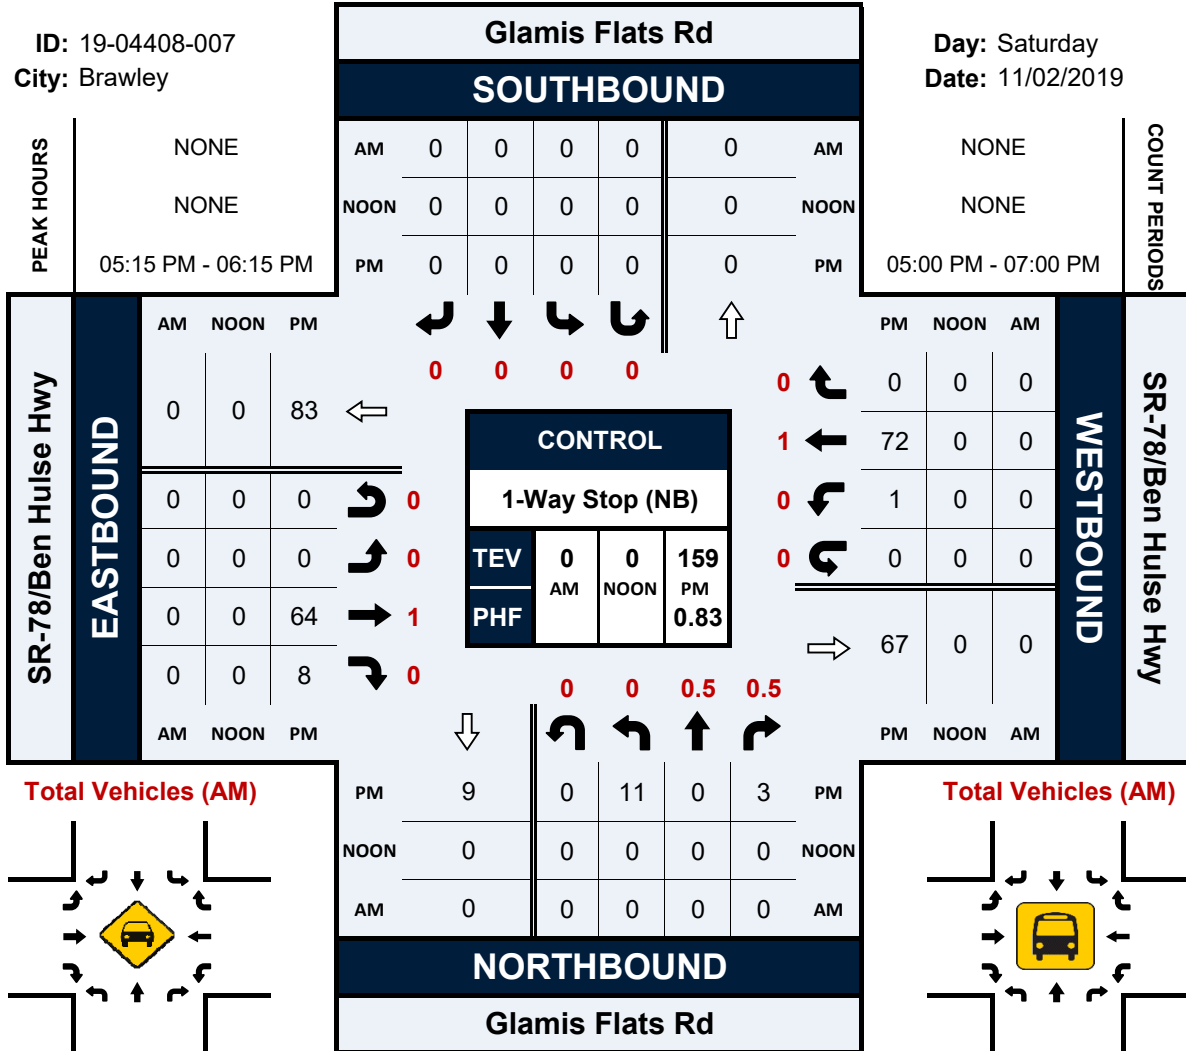 Glamis Flats Rd
SOUTHBOUND
ID: 19-04408-007
City: Brawley
Day: Saturday
Date: 11/02/2019
PEAK HOURS
NONE
NONE
05:15 PM - 06:15 PM
AM 0 0 0 0 0 AM
NOON 0 0 0 0 0 NOON
PM 0 0 0 0 0 PM
NONE
NONE
05:00 PM - 07:00 PM
COUNT PERIODS
0 0 0 0
SR-78/Ben Hulse Hwy
EASTBOUND
AM NOON PM
0 0 83
0 0 0 0
0 0 0 0
0 0 64 1
0 0 8 0
AM NOON PM
CONTROL
1-Way Stop (NB)
TEV 0 0 159
AM NOON PM
PHF 0.83
PM NOON AM
0 0 0 0
1 72 0 0
0 1 0 0
0 0 0 0
67 0 0
PM NOON AM
WESTBOUND
SR-78/Ben Hulse Hwy
0 0 0.5 0.5
PM 9 0 11 0 3 PM
NOON 0 0 0 0 0 NOON
AM 0 0 0 0 0 AM
NORTHBOUND
Glamis Flats Rd
Total Vehicles (AM)
Total Vehicles (AM)